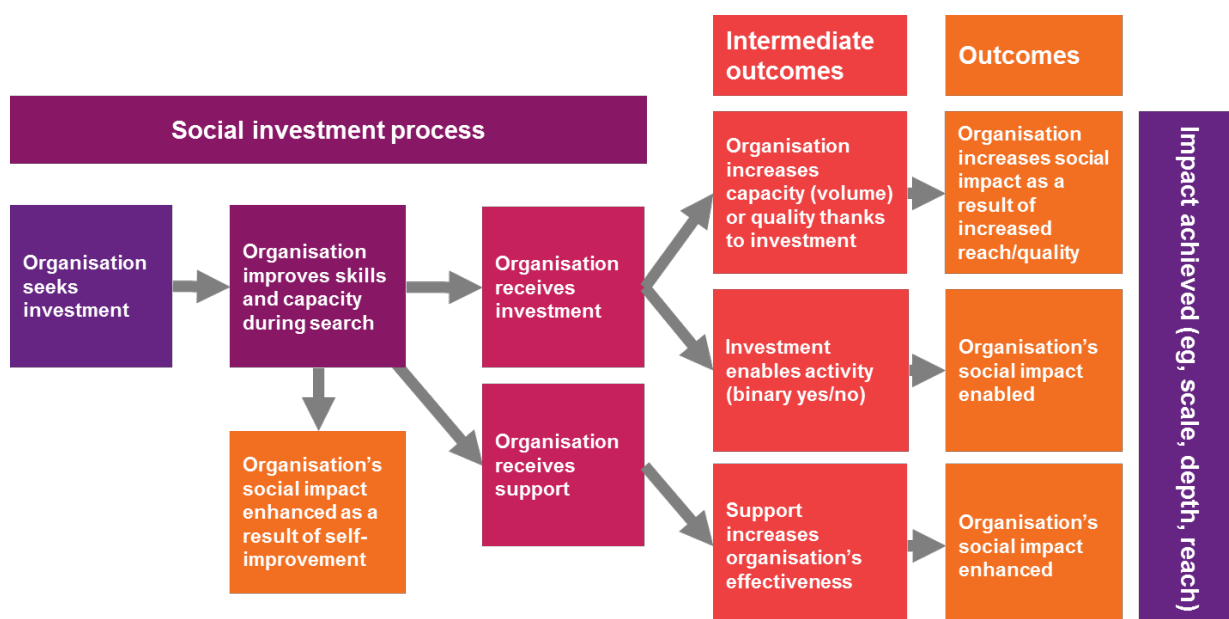 Intermediate
outcomes
Outcomes
Social investment process
Organisation
seeks
investment
Organisation
improves skills
and capacity
during search
Organisation
receives
investment
Organisation
increases
capacity (volume)
or quality thanks
to investment
Organisation
increases social
impact as a
result of
increased
reach/quality
Investment
enables activity
(binary yes/no)
Organisation's
social impact
enabled
Organisation's
social impact
enhanced as a
result of self-
improvement
Organisation
receives
support
Support
increases
organisation's
effectiveness
Organisation's
social impact
enhanced
Impact achieved (eg, scale, depth, reach)